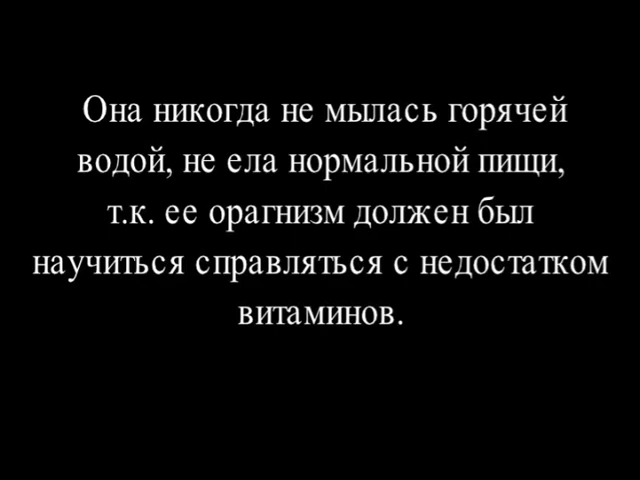 Она никогда не мылась горячей
водой, не ела нормальной пищи,
т.к. ее орагнизм должен был
научиться справляться с недостатком
витаминов.